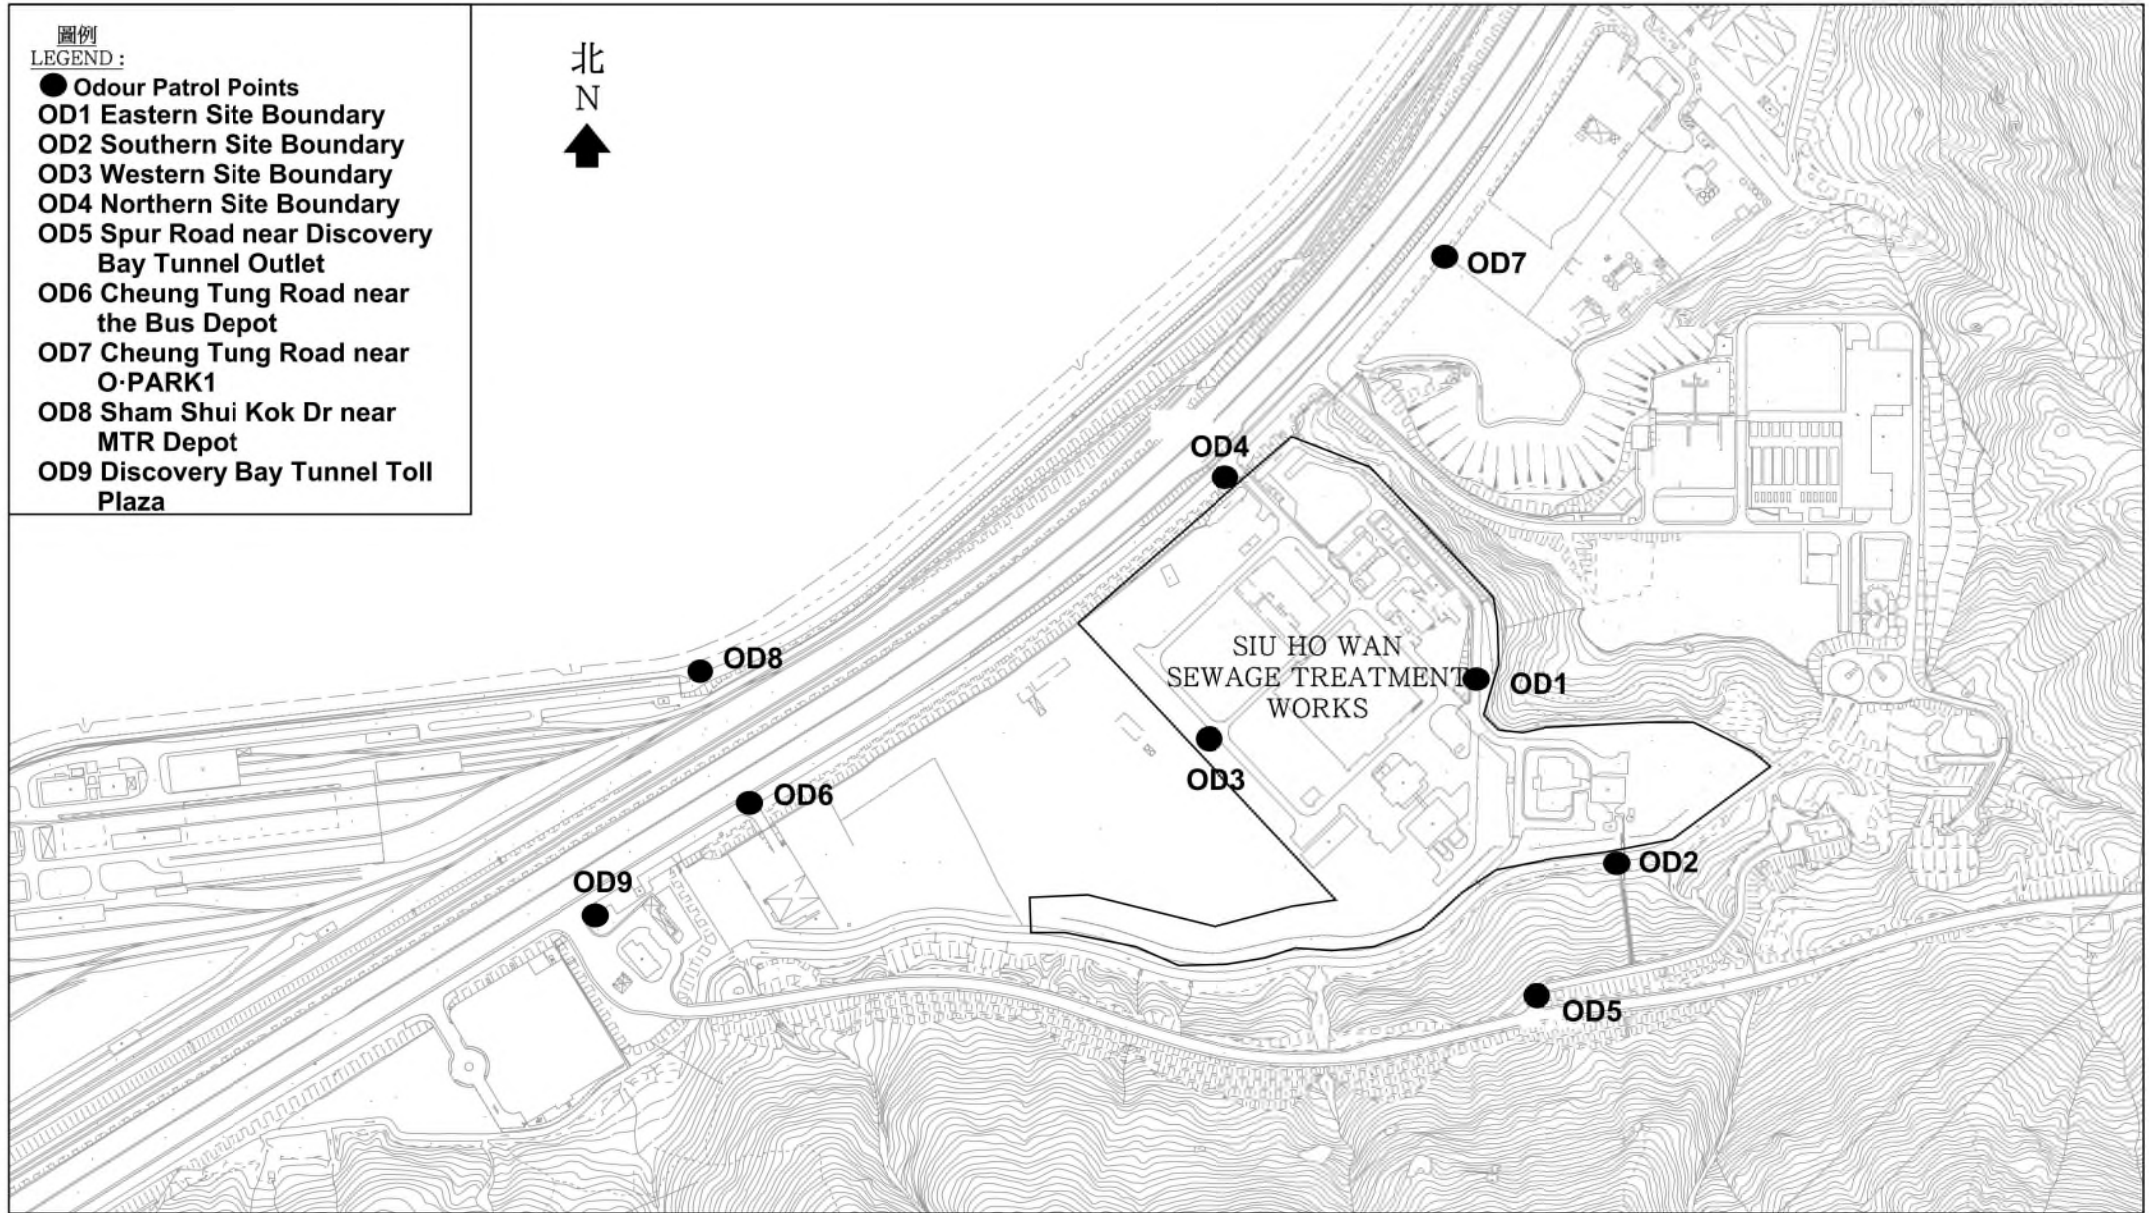 圖例
LEGEND :
Odour Patrol Points
OD1 Eastern Site Boundary
OD2 Southern Site Boundary
OD3 Western Site Boundary
OD4 Northern Site Boundary
OD5 Spur Road near Discovery
Bay Tunnel Outlet
OD6 Cheung Tung Road near
the Bus Depot
OD7 Cheung Tung Road near
O·PARK1
OD8 Sham Shui Kok Dr near
MTR Depot
OD9 Discovery Bay Tunnel Toll
Plaza
北
N
OD7
OD4
SIU HO WAN
SEWAGE TREATMENT
WORKS
OD8
OD1
OD3
OD6
OD2
OD9
OD5